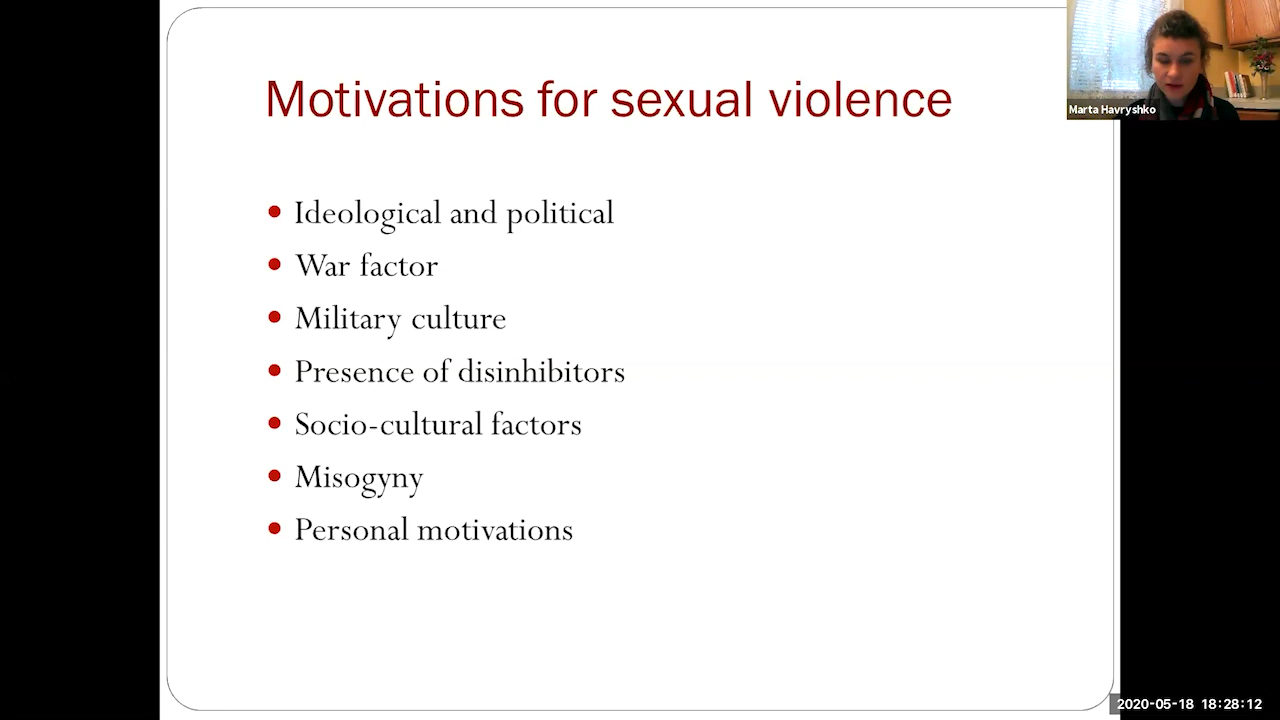 Motivations for sexual violence
Marta Havryshko
Ideological and political
War factor
Military culture
Presence of disinhibitors
Socio-cultural factors
Misogyny
Personal motivations
2020-05-18 18:28:12